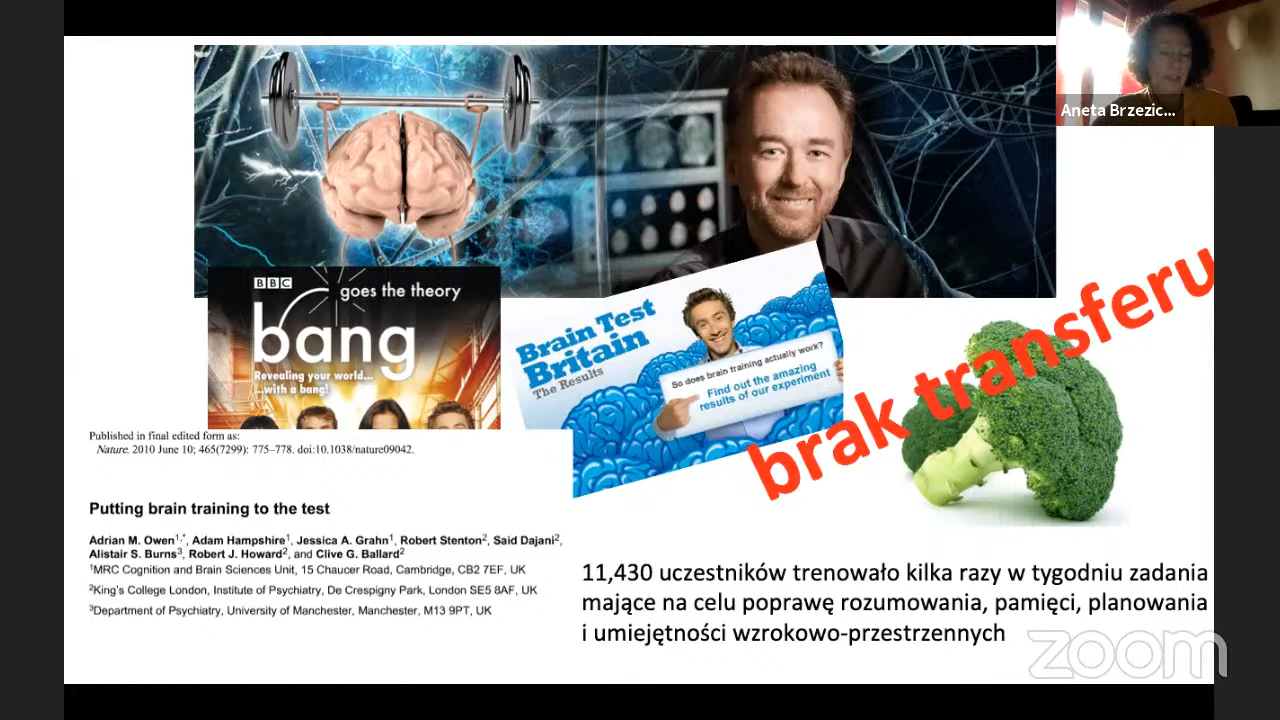 Aneta Brzezic...
BBC
goes the theory
bang
Revealing your world...
...with a bang!
Brain Test
Britain
The Results
So does brain training actually work?
Find out the amazing
results of our experiment
brak transferu
Published in final edited form as:
Nature. 2010 June 10; 465(7299): 775–778. doi:10.1038/nature09042.
Putting brain training to the test
Adrian M. Owen1,*, Adam Hampshire1, Jessica A. Grahn1, Robert Stenton2, Said Dajani2,
Alistair S. Burns3, Robert J. Howard2, and Clive G. Ballard2
1MRC Cognition and Brain Sciences Unit, 15 Chaucer Road, Cambridge, CB2 7EF, UK
2King's College London, Institute of Psychiatry, De Crespigny Park, London SE5 8AF, UK
3Department of Psychiatry, University of Manchester, Manchester, M13 9PT, UK
11,430 uczestników trenowało kilka razy w tygodniu zadania
mające na celu poprawę rozumowania, pamięci, planowania
i umiejętności wzrokowo-przestrzennych
zoom